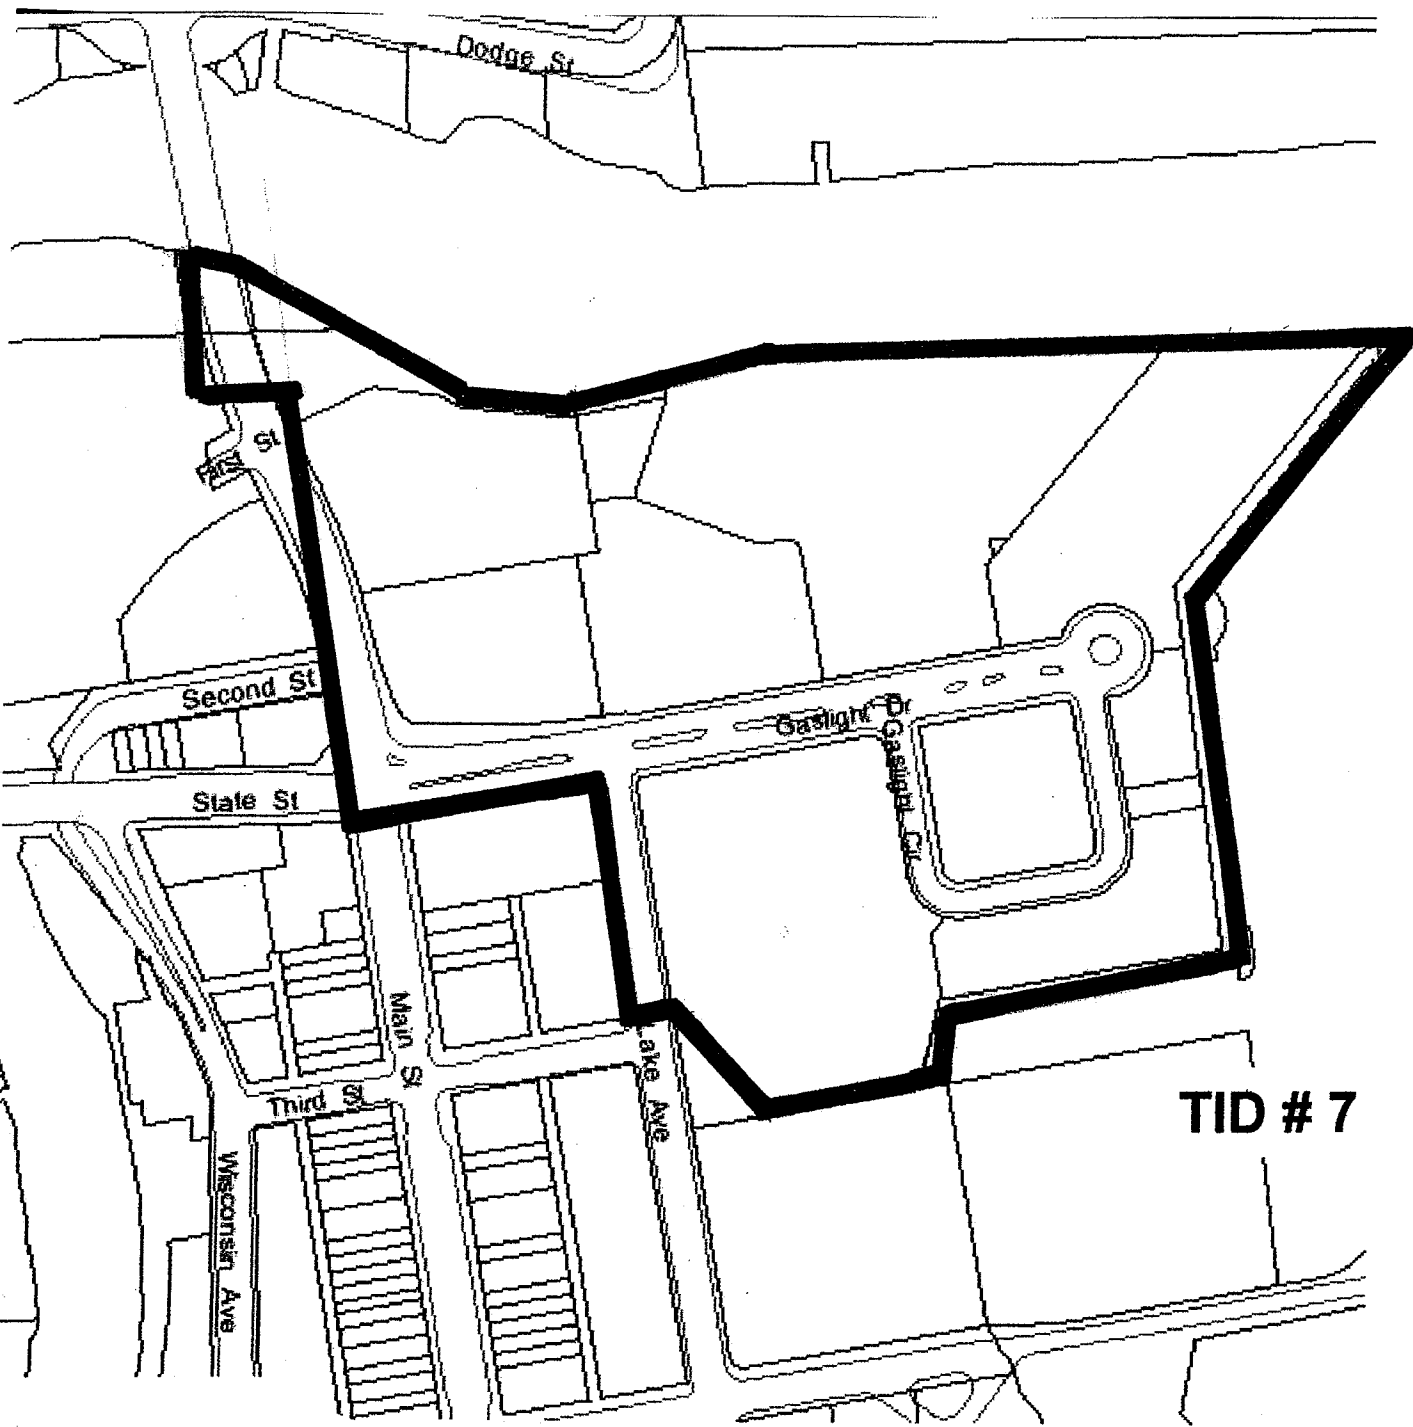 Dodge St
First St
Second St
Gaslight Dr
Gaslight Cir
State St
Main St
Lake Ave
Third St
TID # 7
Wisconsin Ave